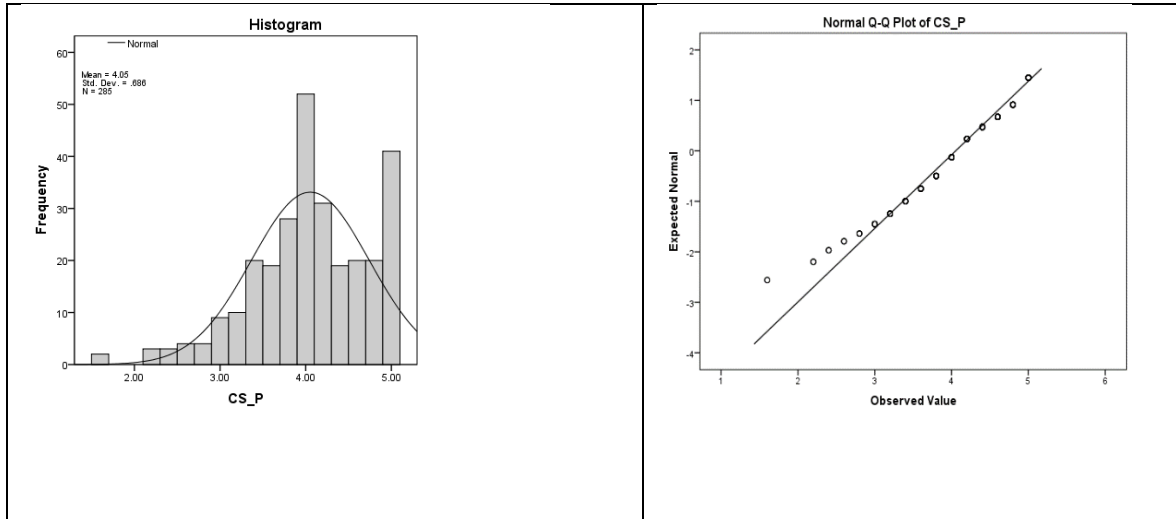 Histogram
Normal
Mean = 4.05
Std. Dev. = .686
N = 285
60
50
40
30
20
10
0
Frequency
2.00 3.00 4.00 5.00
CS_P
Normal Q-Q Plot of CS_P
2
1
0
-1
-2
-3
-4
Expected Normal
1 2 3 4 5 6
Observed Value